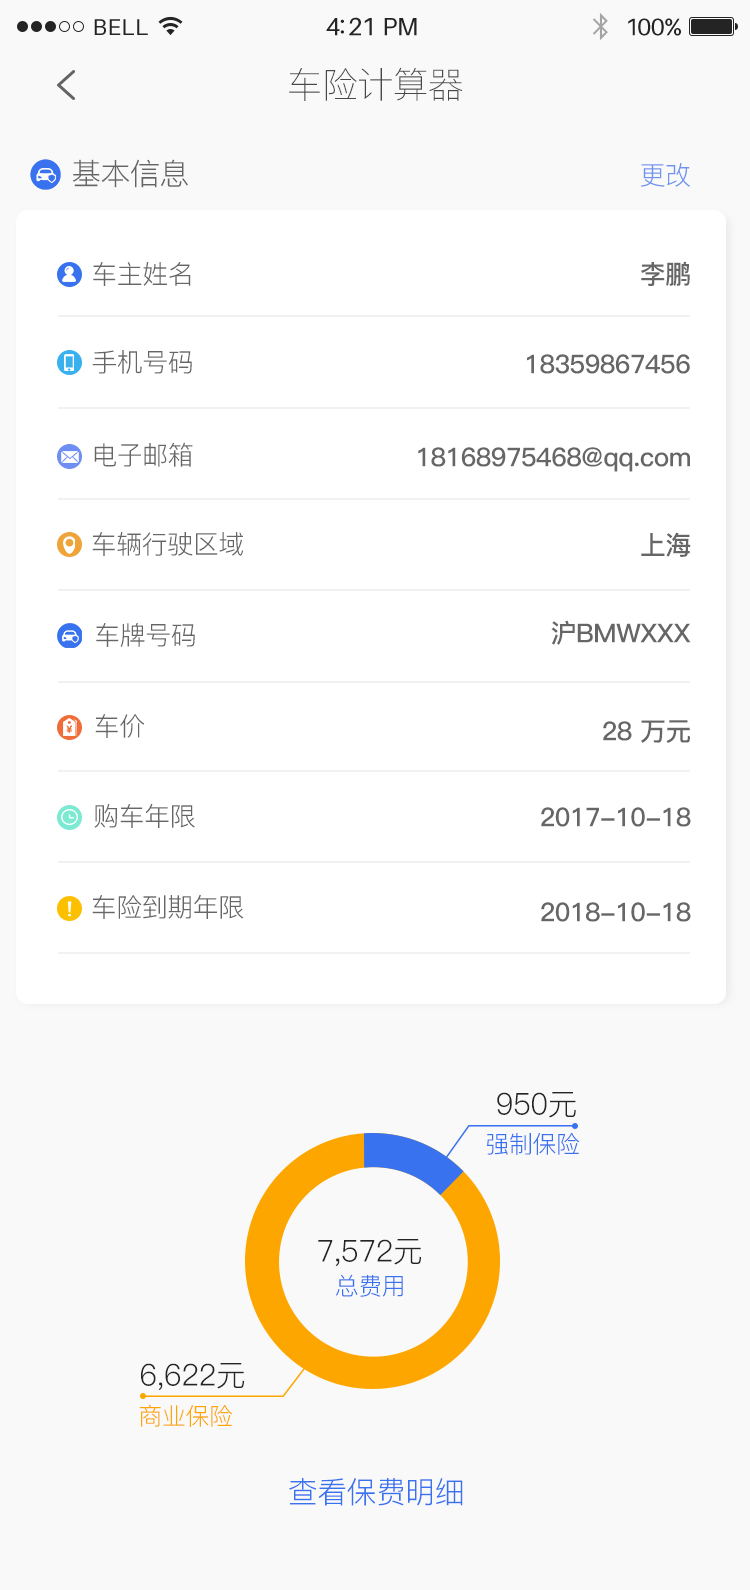 BELL 4:21 PM 100%
车险计算器
基本信息 更改
车主姓名 李鹏
手机号码 18359867456
电子邮箱 18168975468@qq.com
车辆行驶区域 上海
车牌号码 沪BMWXXX
车价 28 万元
购车年限 2017-10-18
车险到期年限 2018-10-18
950元
强制保险
7,572元
总费用
6,622元
商业保险
查看保费明细